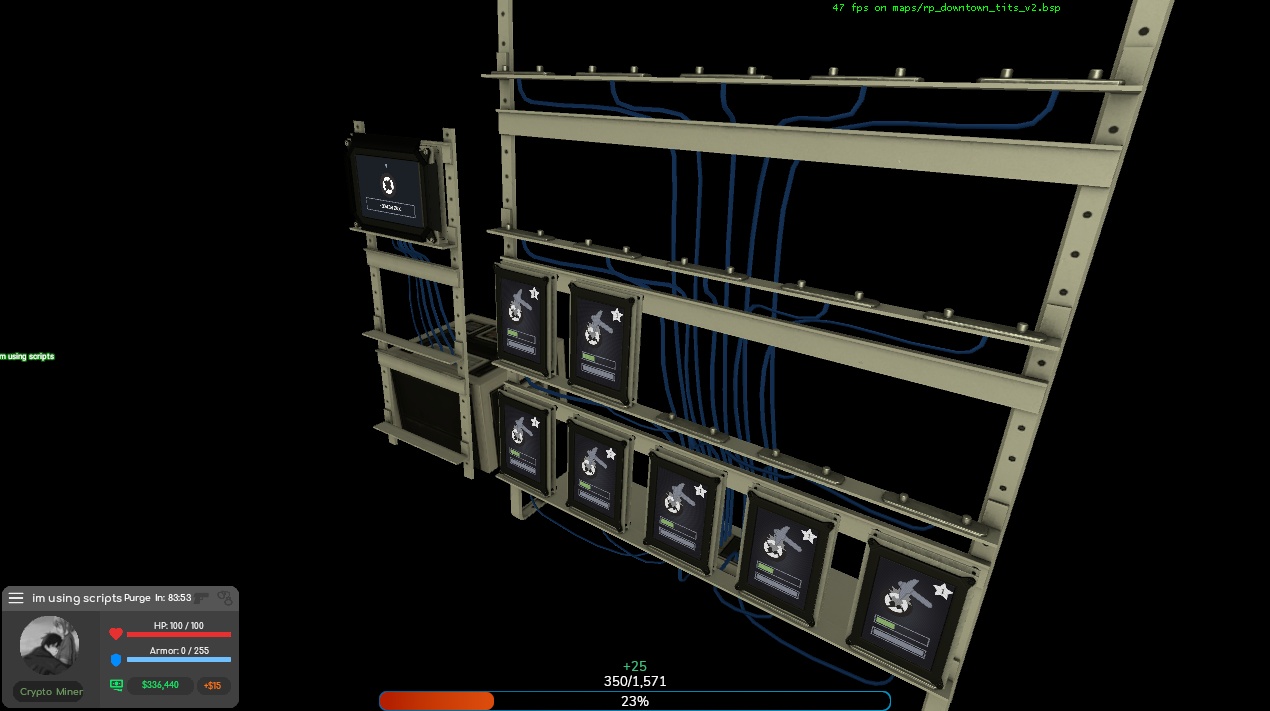 47 fps on maps/rp_downtown_tits_v2.bsp
m using scripts
im using scripts Purge In: 83:53
HP: 100 / 100
Armor: 0 / 255
$336,440 +$15
Crypto Miner
+25
350/1,571
23%